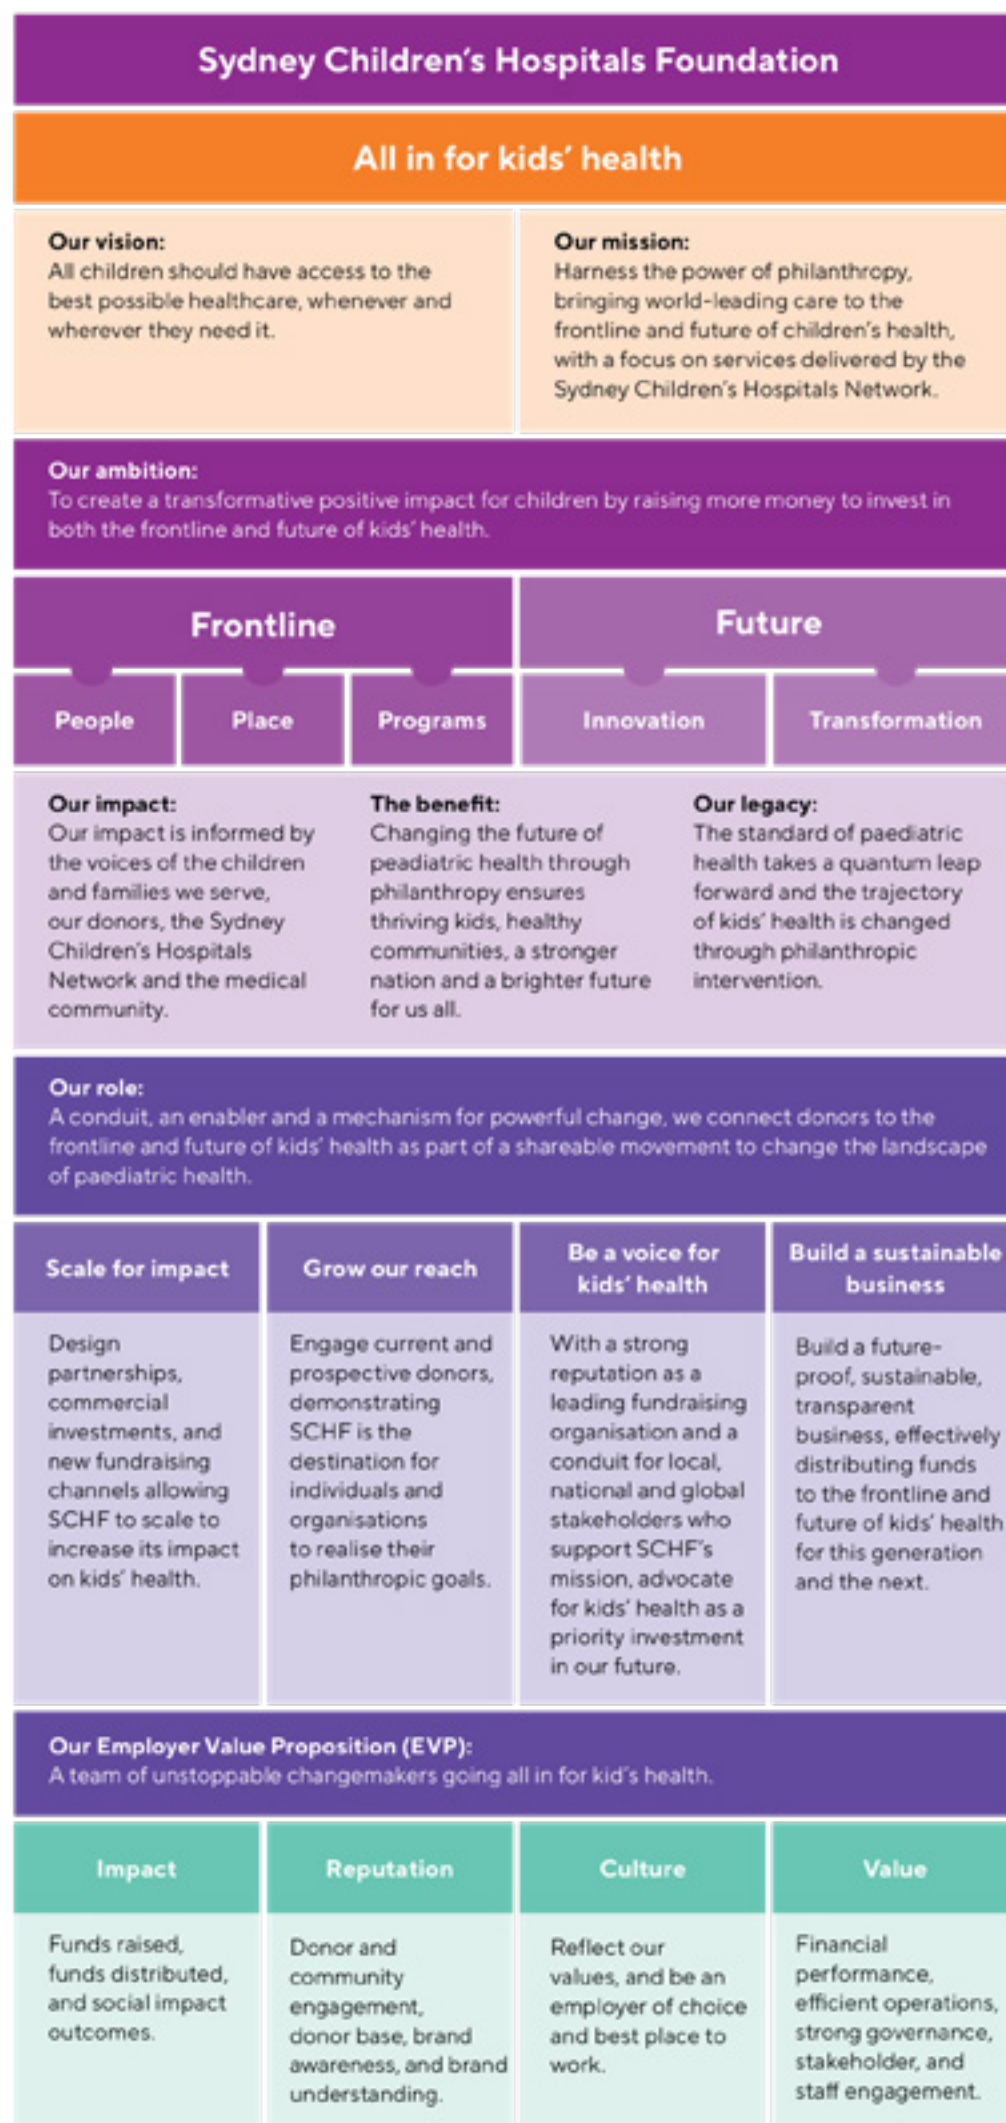 Sydney Children's Hospitals Foundation
All in for kids' health
Our vision:
All children should have access to the
best possible healthcare, whenever and
wherever they need it.
Our mission:
Harness the power of philanthropy,
bringing world-leading care to the
frontline and future of children's health,
with a focus on services delivered by the
Sydney Children's Hospitals Network.
Our ambition:
To create a transformative positive impact for children by raising more money to invest in
both the frontline and future of kids' health.
Frontline
Future
People
Place
Programs
Innovation
Transformation
Our impact:
Our impact is informed by
the voices of the children
and families we serve,
our donors, the Sydney
Children's Hospitals
Network and the medical
community.
The benefit:
Changing the future of
peadiatric health through
philanthropy ensures
thriving kids, healthy
communities, a stronger
nation and a brighter future
for us all.
Our legacy:
The standard of paediatric
health takes a quantum leap
forward and the trajectory
of kids' health is changed
through philanthropic
intervention.
Our role:
A conduit, an enabler and a mechanism for powerful change, we connect donors to the
frontline and future of kids' health as part of a shareable movement to change the landscape
of paediatric health.
Scale for impact
Design
partnerships,
commercial
investments, and
new fundraising
channels allowing
SCHF to scale to
increase its impact
on kids' health.
Grow our reach
Engage current and
prospective donors,
demonstrating
SCHF is the
destination for
individuals and
organisations
to realise their
philanthropic goals.
Be a voice for
kids' health
With a strong
reputation as a
leading fundraising
organisation and a
conduit for local,
national and global
stakeholders who
support SCHF's
mission, advocate
for kids' health as a
priority investment
in our future.
Build a sustainable
business
Build a future-
proof, sustainable,
transparent
business, effectively
distributing funds
to the frontline and
future of kids' health
for this generation
and the next.
Our Employer Value Proposition (EVP):
A team of unstoppable changemakers going all in for kid's health.
Impact
Funds raised,
funds distributed,
and social impact
outcomes.
Reputation
Donor and
community
engagement,
donor base, brand
awareness, and brand
understanding.
Culture
Reflect our
values, and be an
employer of choice
and best place to
work.
Value
Financial
performance,
efficient operations,
strong governance,
stakeholder, and
staff engagement.